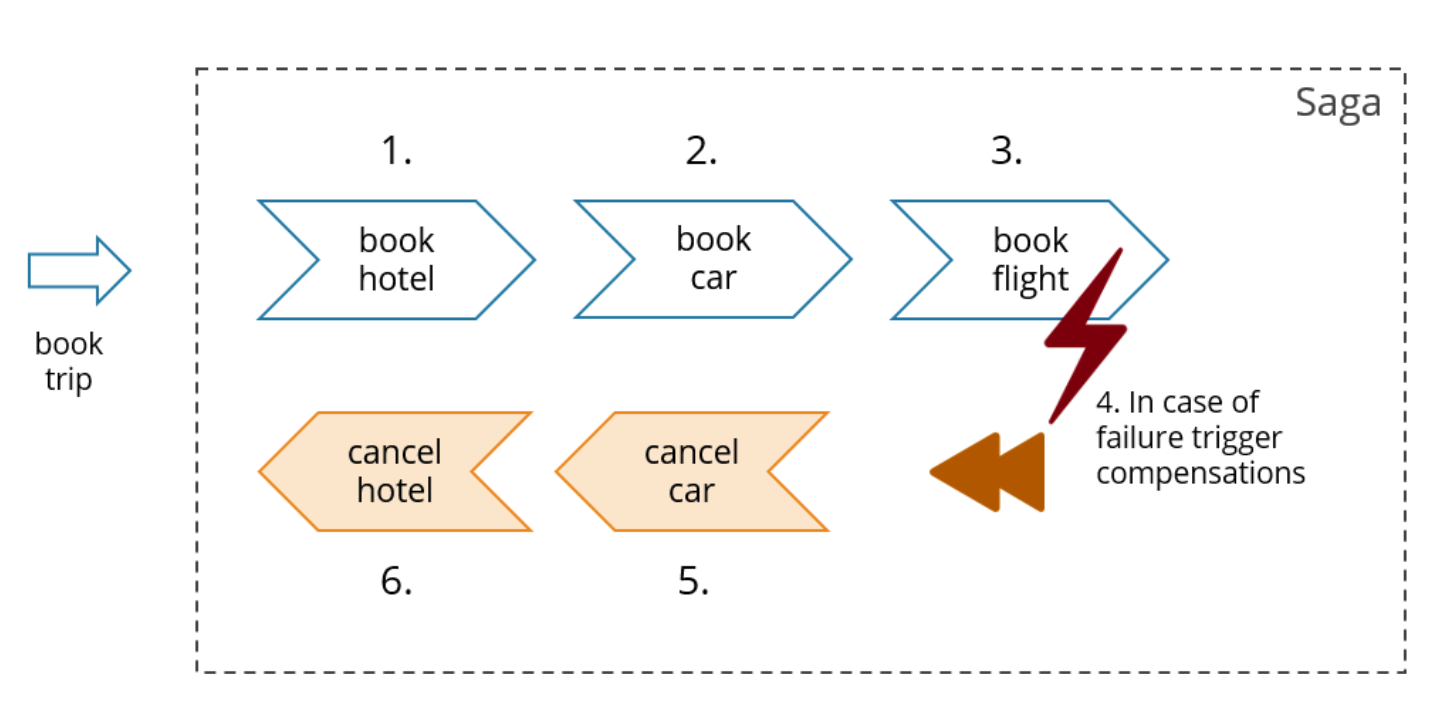 Saga
1.
2.
3.
book
hotel
book
car
book
flight
book
trip
4. In case of
failure trigger
compensations
cancel
hotel
cancel
car
6.
5.